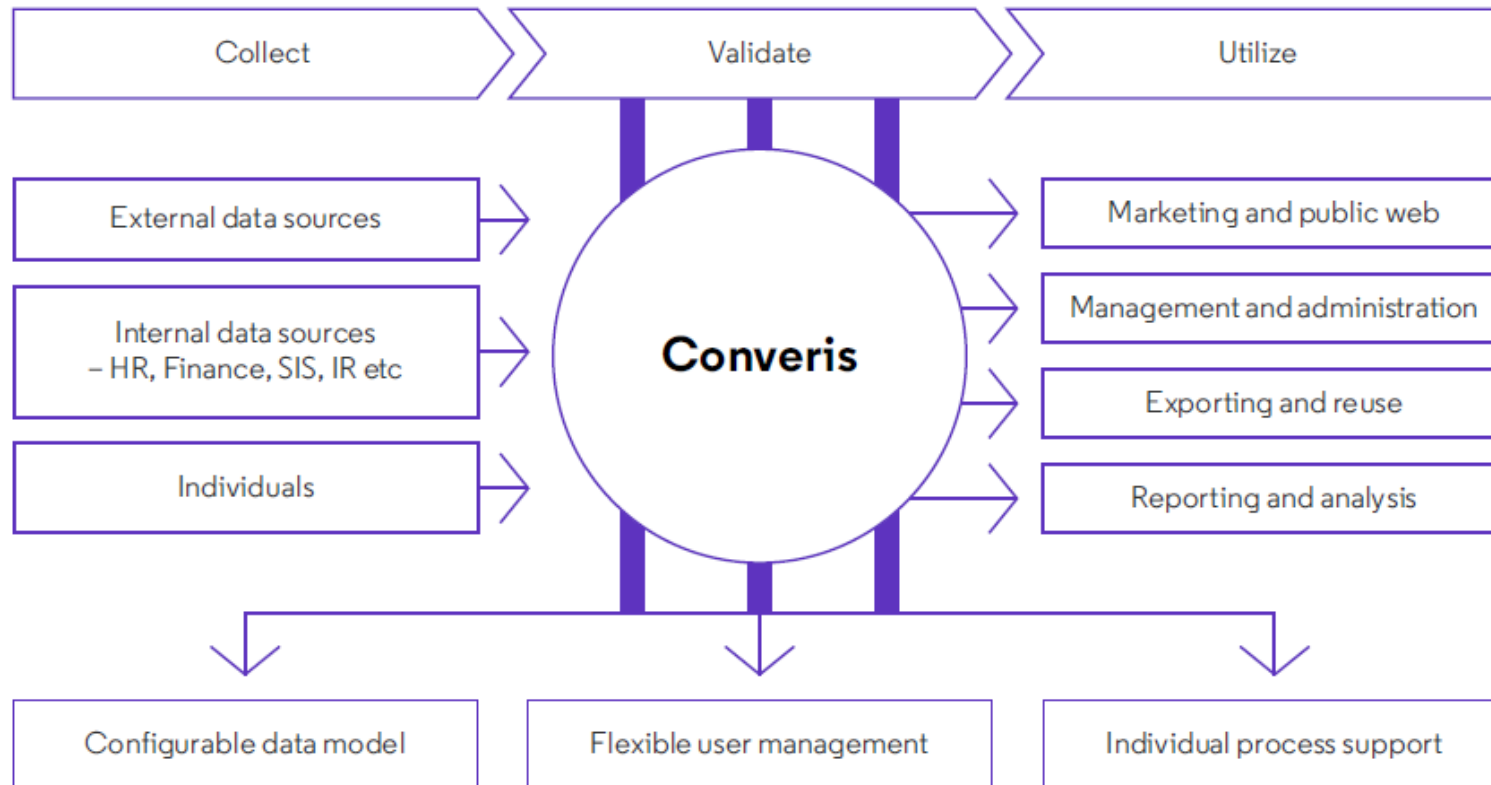 Collect
Validate
Utilize
External data sources
Internal data sources
– HR, Finance, SIS, IR etc
Individuals
Converis
Marketing and public web
Management and administration
Exporting and reuse
Reporting and analysis
Configurable data model
Flexible user management
Individual process support